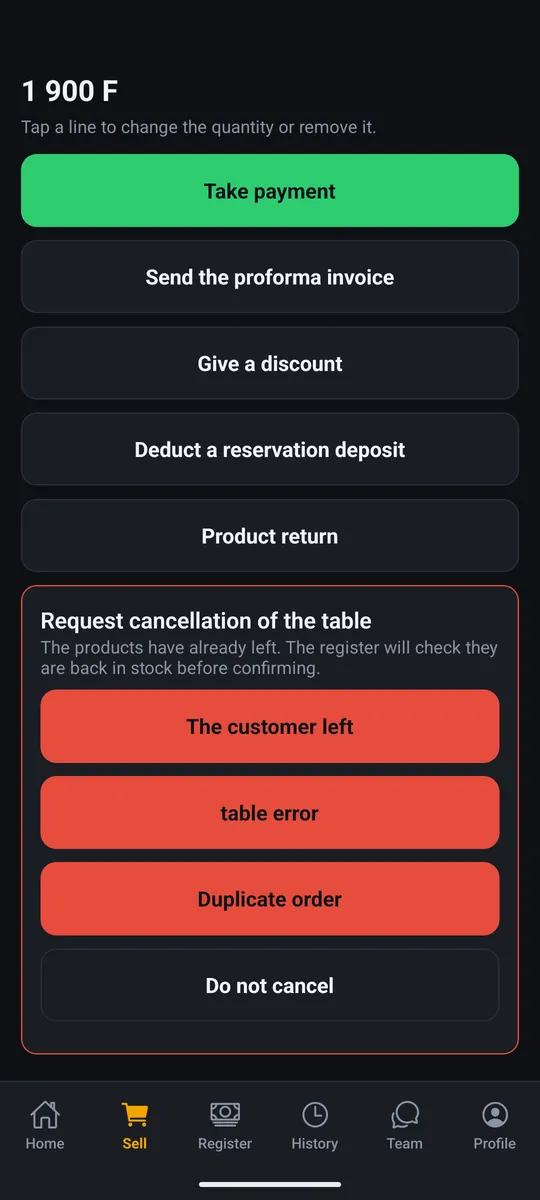 1 900 F
Tap a line to change the quantity or remove it.
Take payment
Send the proforma invoice
Give a discount
Deduct a reservation deposit
Product return
Request cancellation of the table
The products have already left. The register will check they
are back in stock before confirming.
The customer left
table error
Duplicate order
Do not cancel
Home
Sell
Register
History
Team
Profile